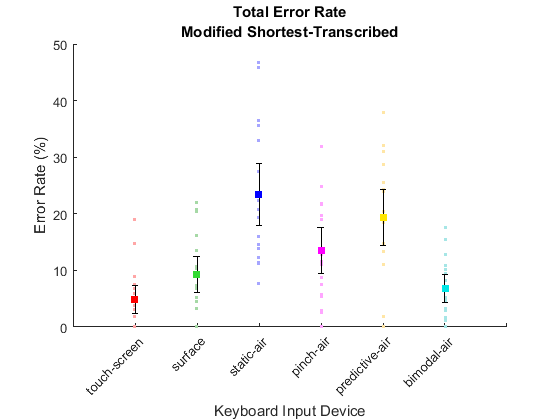 Total Error Rate
Modified Shortest-Transcribed
Error Rate (%)
50
40
30
20
10
0
touch-screen
surface
static-air
pinch-air
predictive-air
bimodal-air
Keyboard Input Device